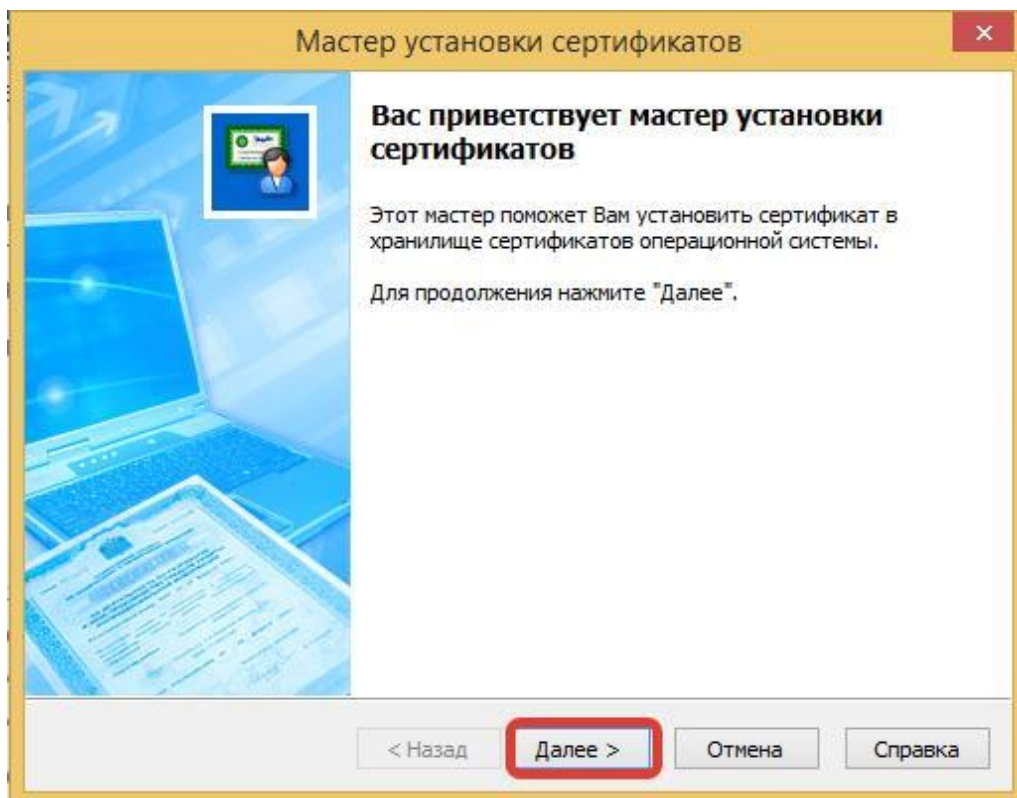 Мастер установки сертификатов
Вас приветствует мастер установки
сертификатов
Этот мастер поможет Вам установить сертификат в
хранилище сертификатов операционной системы.
Для продолжения нажмите "Далее".
< Назад
Далее >
Отмена
Справка